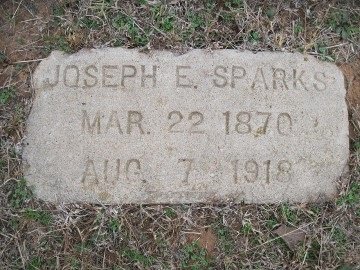 JOSEPH E. SPARKS
MAR. 22 1870
AUG. 7 1918